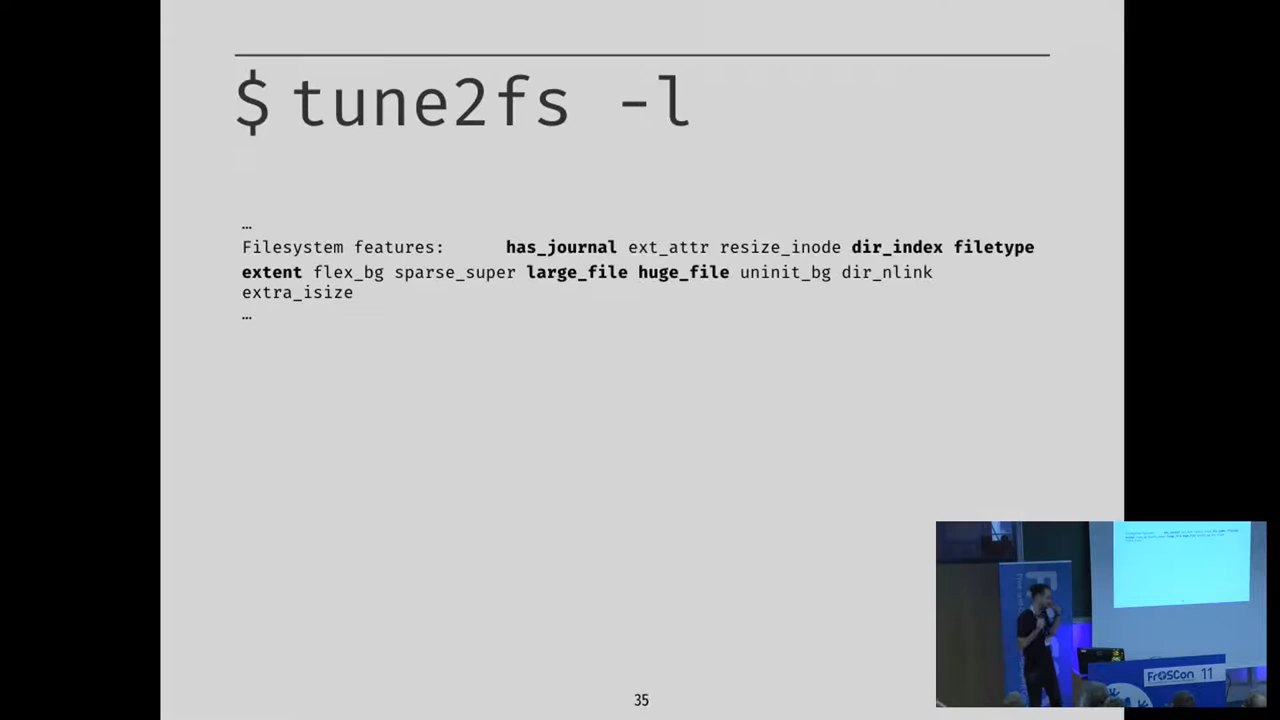 $ tune2fs -l
…
Filesystem features: has_journal ext_attr resize_inode dir_index filetype
extent flex_bg sparse_super large_file huge_file uninit_bg dir_nlink
extra_isize
…
35
FrOSCon 11